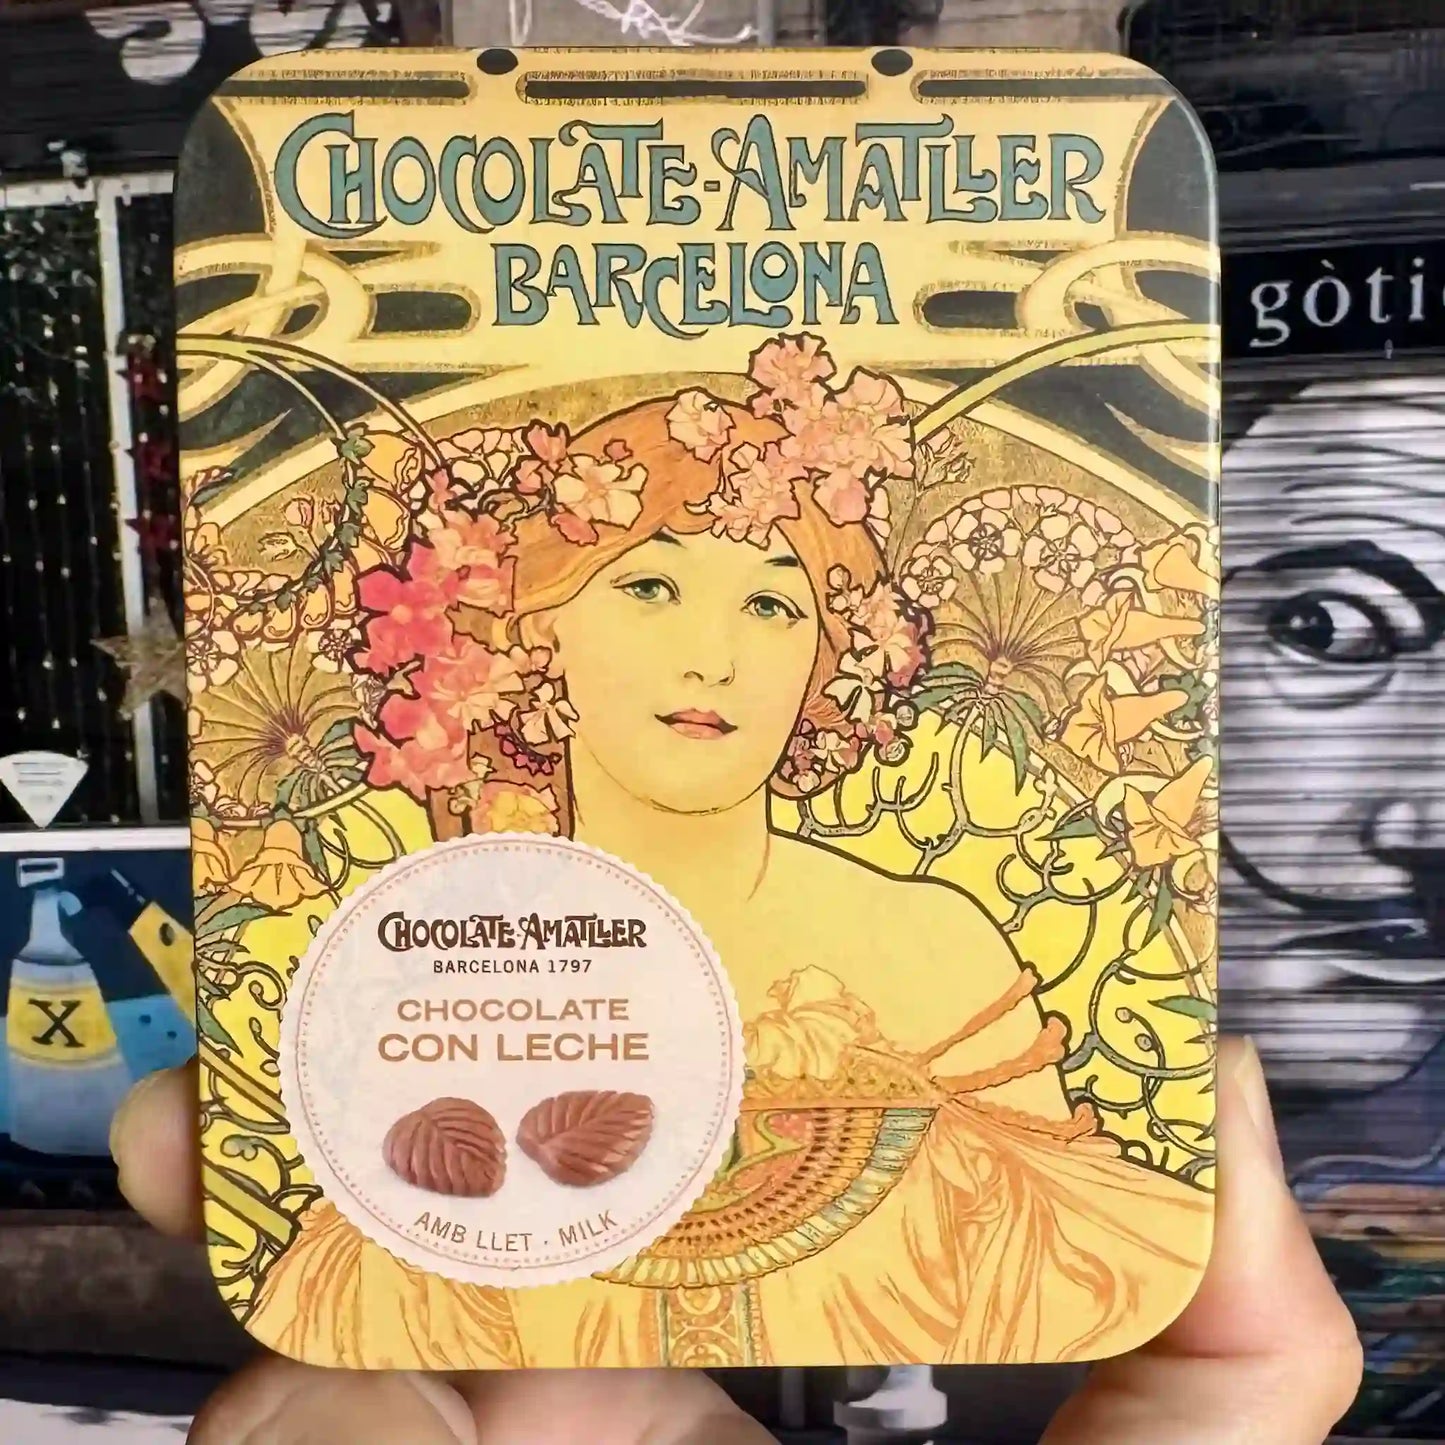 CHOCOLATE-AMATLLER
BARCELONA
gòti
CHOCOLATE-AMATLLER
BARCELONA 1797
CHOCOLATE
CON LECHE
AMB LLET · MILK
X